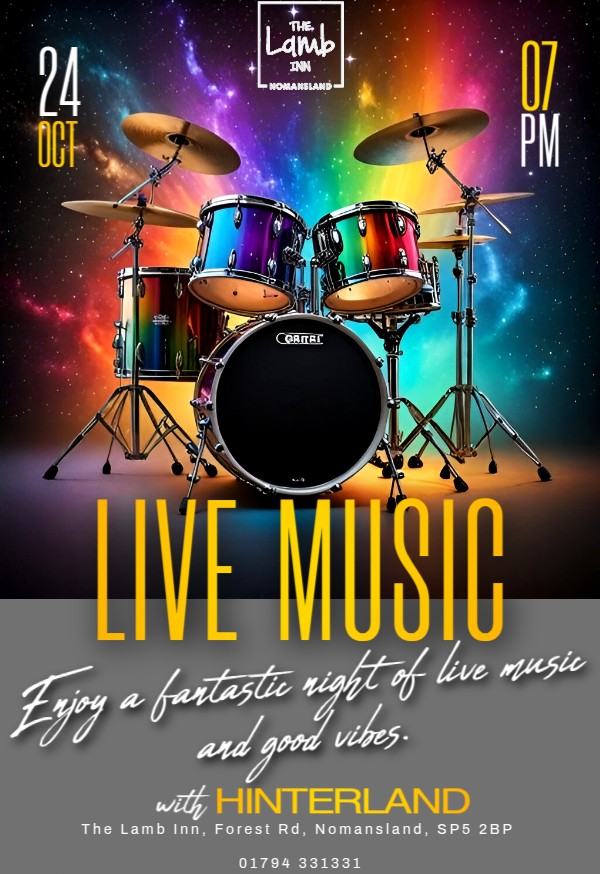 THE
Lamb
INN
NOMANSLAND
24
OCT
07
PM
LIVE MUSIC
Enjoy a fantastic night of live music
and good vibes.
with HINTERLAND
The Lamb Inn, Forest Rd, Nomansland, SP5 2BP
01794 331331